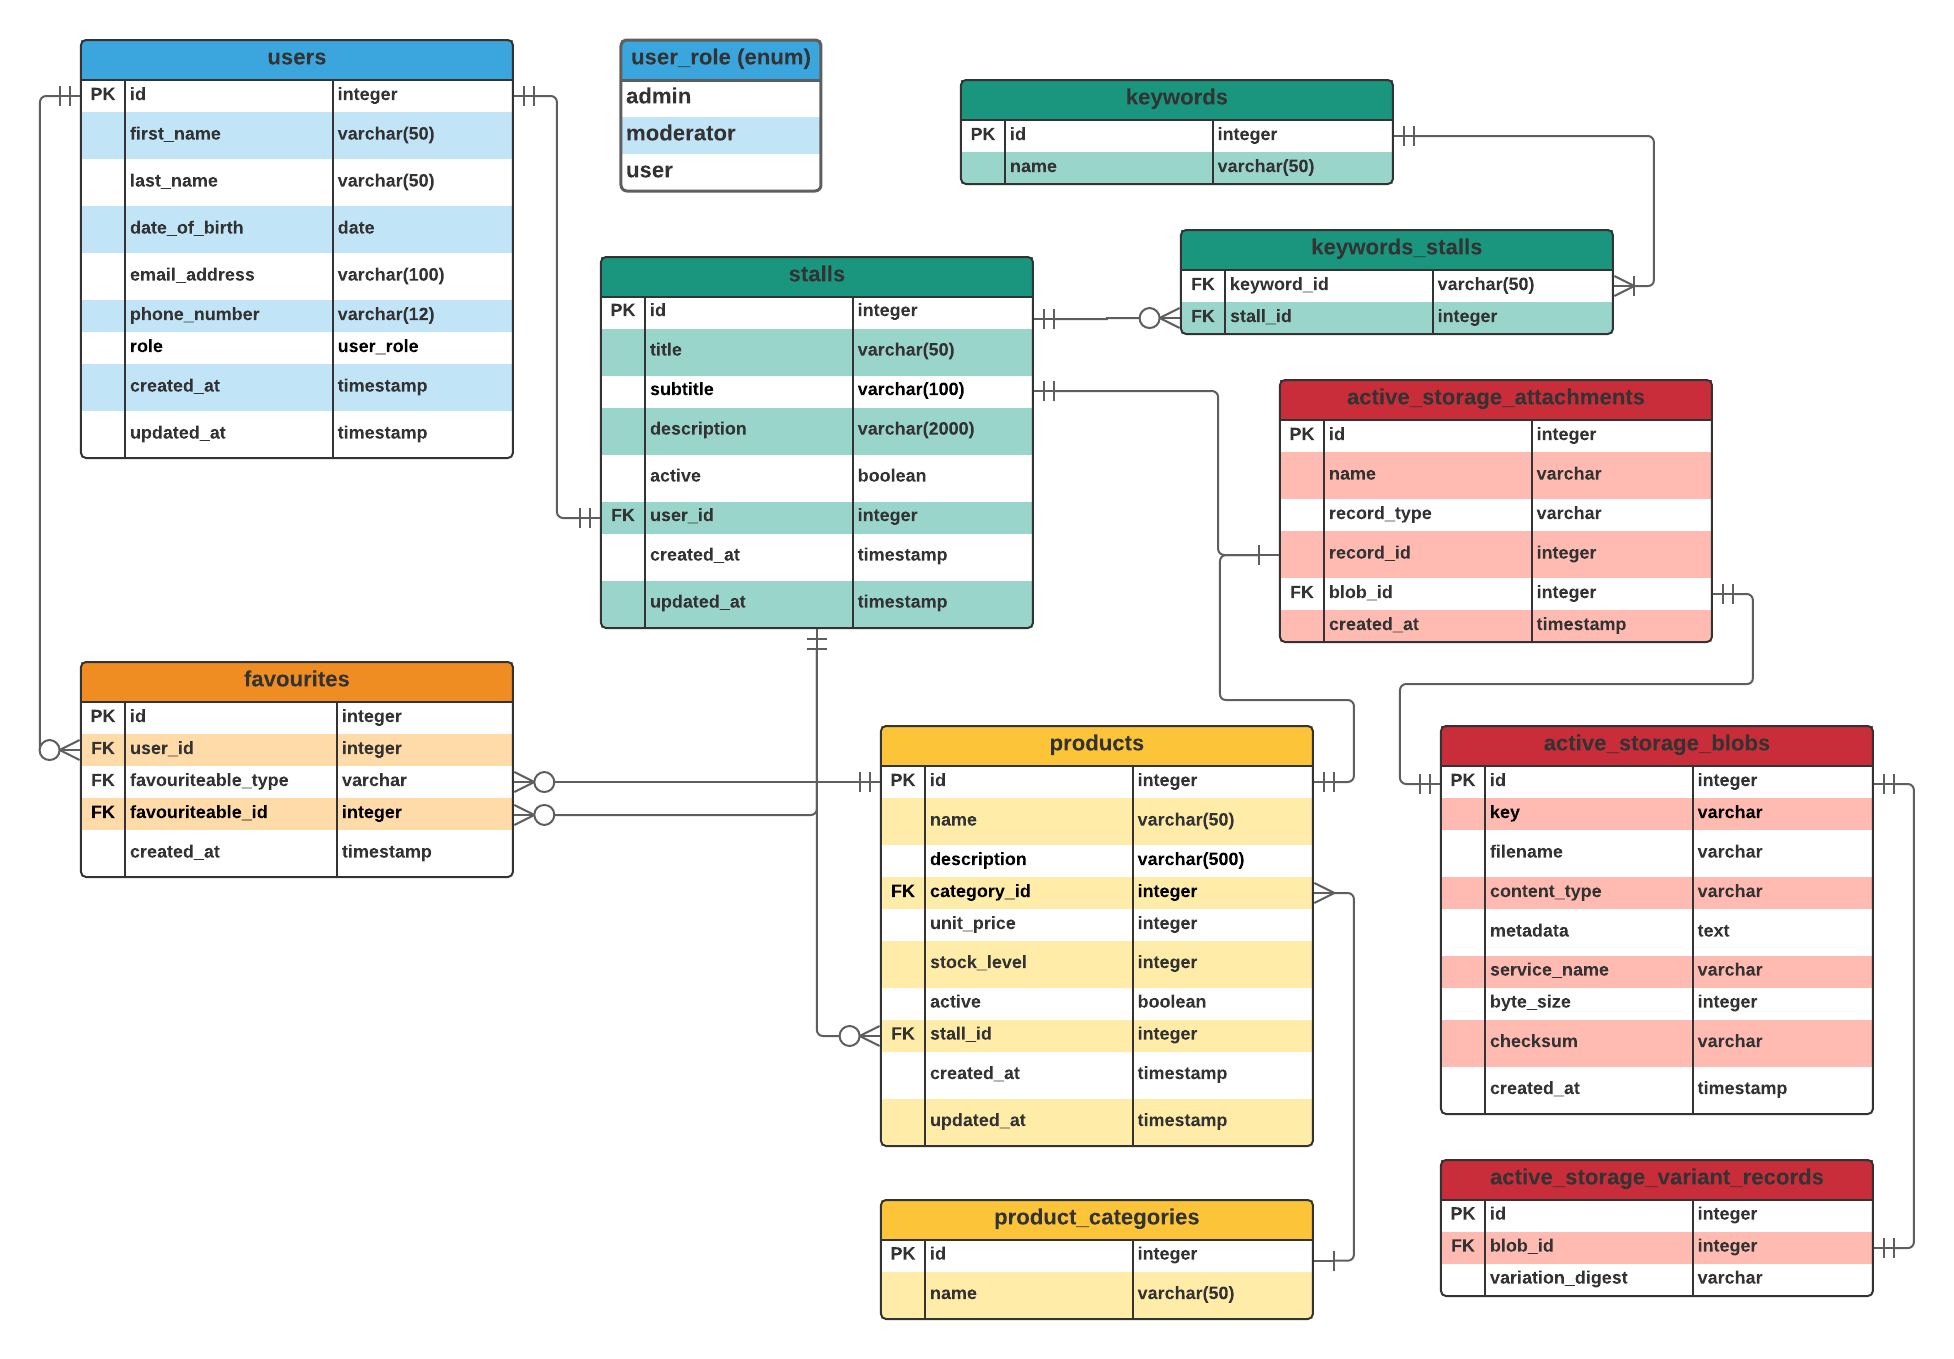 users
PK id integer
first_name varchar(50)
last_name varchar(50)
date_of_birth date
email_address varchar(100)
phone_number varchar(12)
role user_role
created_at timestamp
updated_at timestamp
user_role (enum)
admin
moderator
user
keywords
PK id integer
name varchar(50)
keywords_stalls
FK keyword_id varchar(50)
FK stall_id integer
stalls
PK id integer
title varchar(50)
subtitle varchar(100)
description varchar(2000)
active boolean
FK user_id integer
created_at timestamp
updated_at timestamp
active_storage_attachments
PK id integer
name varchar
record_type varchar
record_id integer
FK blob_id integer
created_at timestamp
favourites
PK id integer
FK user_id integer
FK favouriteable_type varchar
FK favouriteable_id integer
created_at timestamp
products
PK id integer
name varchar(50)
description varchar(500)
FK category_id integer
unit_price integer
stock_level integer
active boolean
FK stall_id integer
created_at timestamp
updated_at timestamp
active_storage_blobs
PK id integer
key varchar
filename varchar
content_type varchar
metadata text
service_name varchar
byte_size integer
checksum varchar
created_at timestamp
product_categories
PK id integer
name varchar(50)
active_storage_variant_records
PK id integer
FK blob_id integer
variation_digest varchar